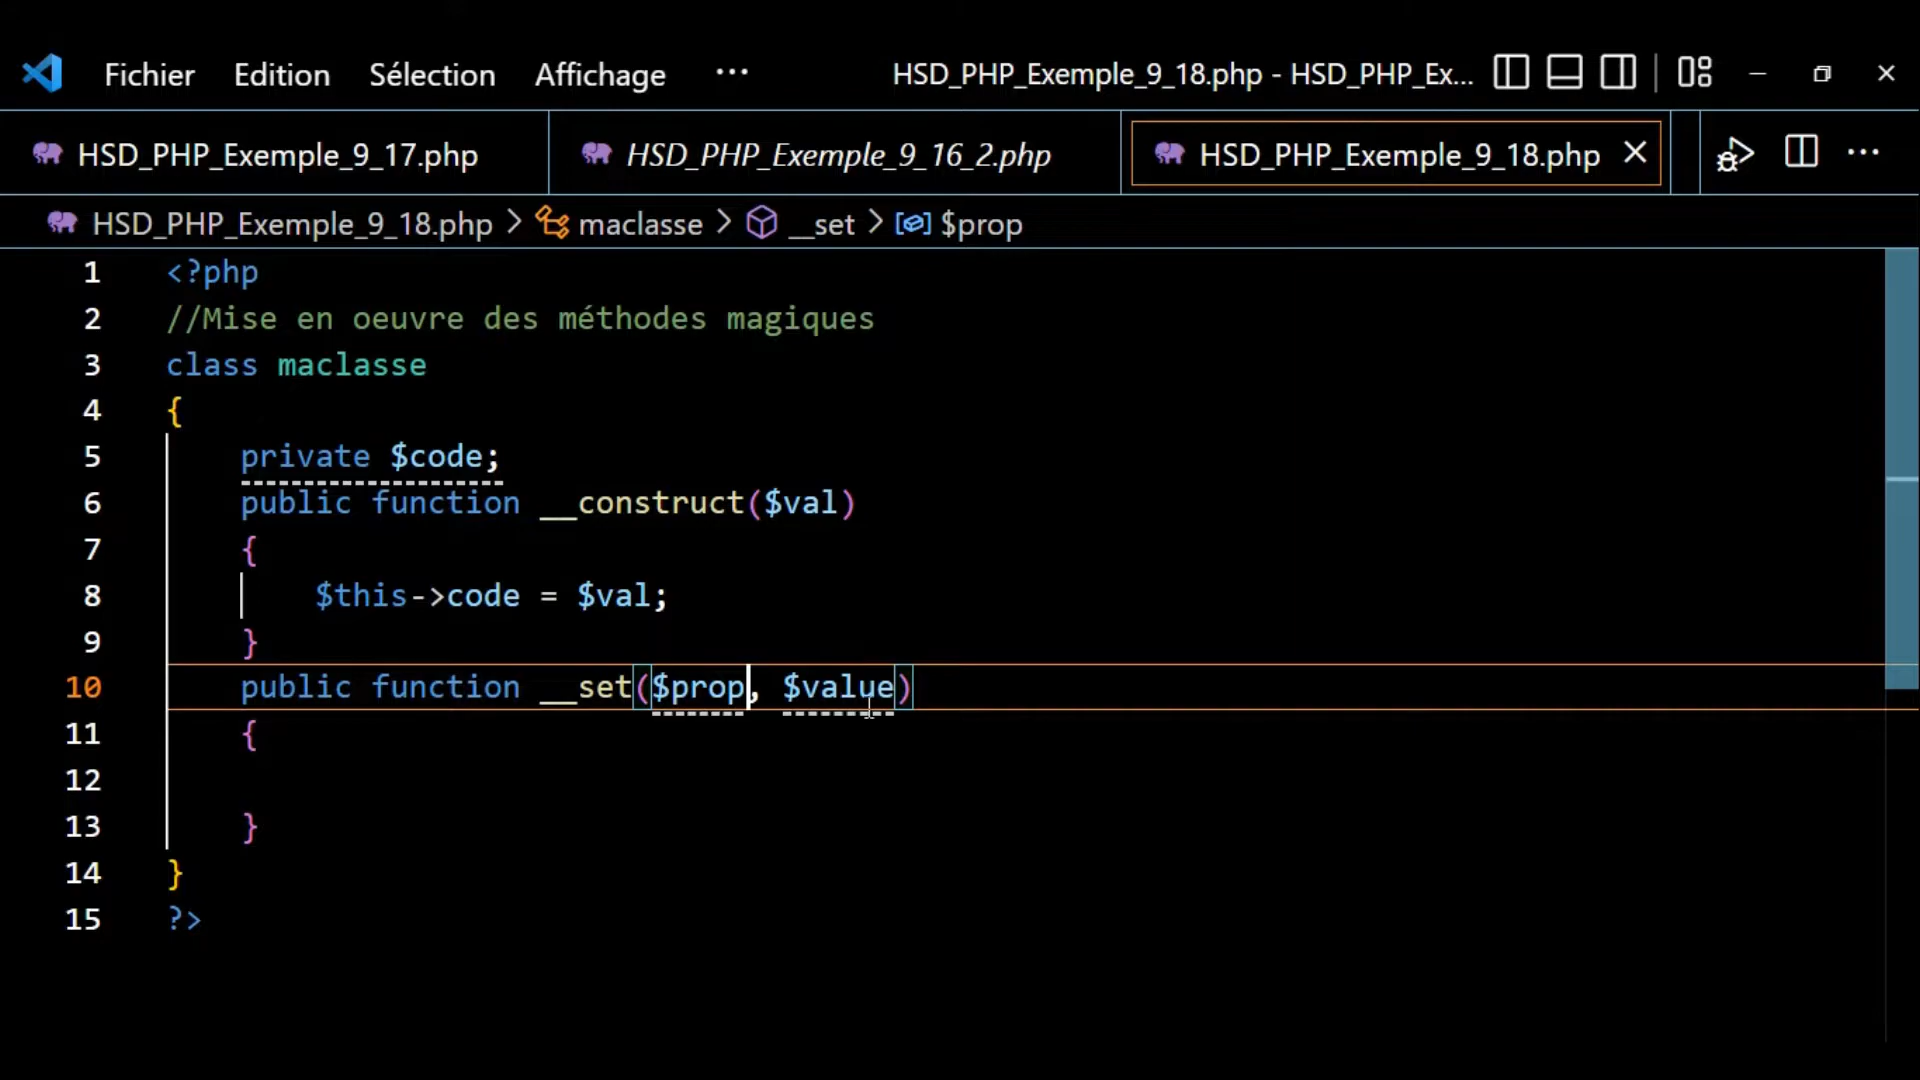 Fichier Edition Sélection Affichage ... HSD_PHP_Exemple_9_18.php - HSD_PHP_Ex...
HSD_PHP_Exemple_9_17.php HSD_PHP_Exemple_9_16_2.php HSD_PHP_Exemple_9_18.php
HSD_PHP_Exemple_9_18.php > maclasse > __set > $prop
1 <?php
2 //Mise en oeuvre des méthodes magiques
3 class maclasse
4 {
5 private $code;
6 public function __construct($val)
7 {
8 $this->code = $val;
9 }
10 public function __set($prop, $value)
11 {
12
13 }
14 }
15 ?>